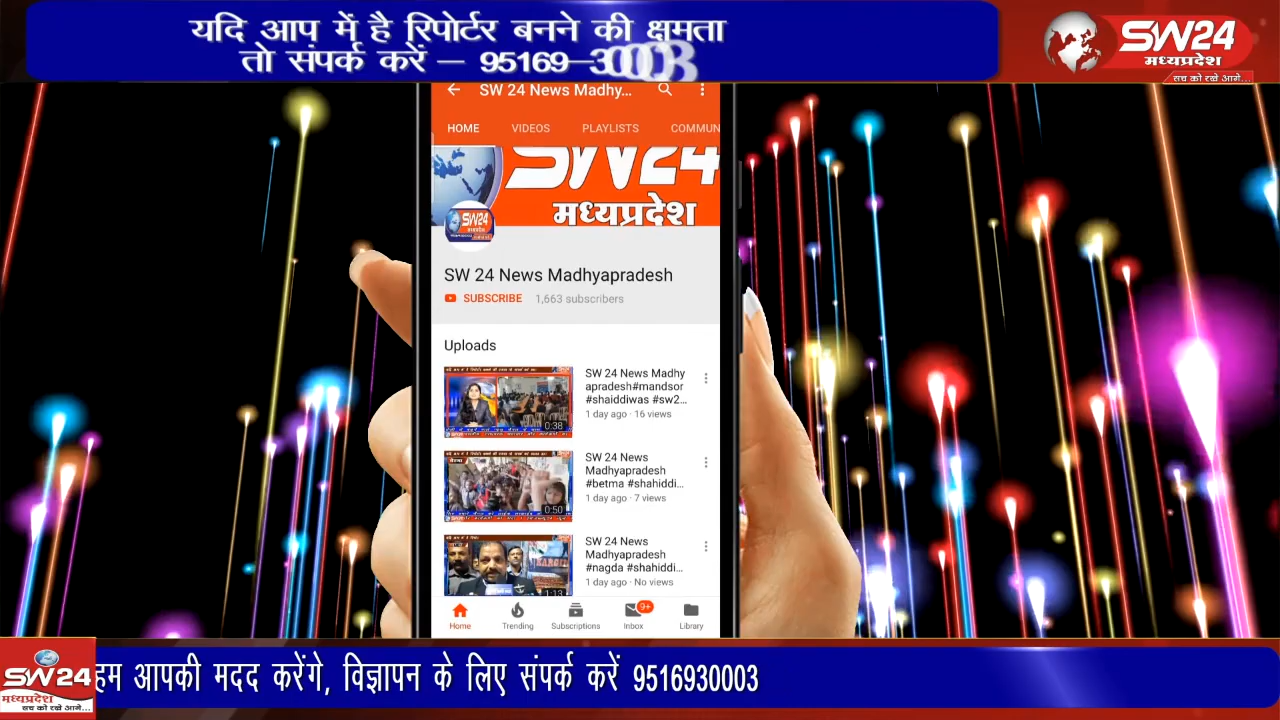 यदि आप में है रिपोर्टर बनने की क्षमता
तो संपर्क करें – 95169–30003
SW24
मध्यप्रदेश
सच को रखे आगे...
SW 24 News Madhy...
HOME VIDEOS PLAYLISTS COMMUN
SW24
मध्यप्रदेश
SW24
SW 24 News Madhyapradesh
SUBSCRIBE 1,663 subscribers
Uploads
SW 24 News Madhy
apradesh#mandsor
#shaiddiwas #sw2...
1 day ago · 16 views
0:38
SW 24 News
Madhyapradesh
#betma #shahiddi...
1 day ago · 7 views
0:50
SW 24 News
Madhyapradesh
#nagda #shahiddi...
1 day ago · No views
1:13
9+
Home Trending Subscriptions Inbox Library
SW24
मध्यप्रदेश
सच को रखे आगे...
हम आपकी मदद करेंगे, विज्ञापन के लिए संपर्क करें 9516930003